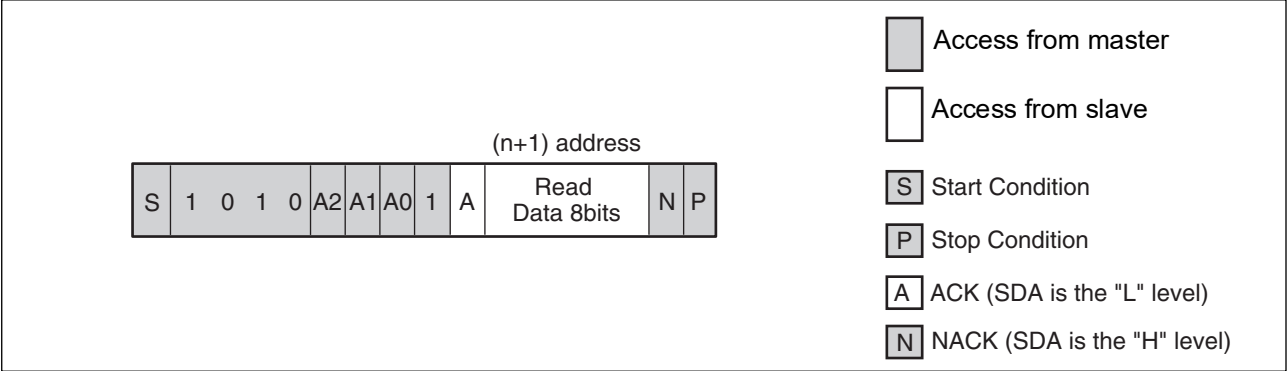 (n+1) address
S 1 0 1 0 A2 A1 A0 1 A Read Data 8bits N P
Access from master
Access from slave
S Start Condition
P Stop Condition
A ACK (SDA is the "L" level)
N NACK (SDA is the "H" level)